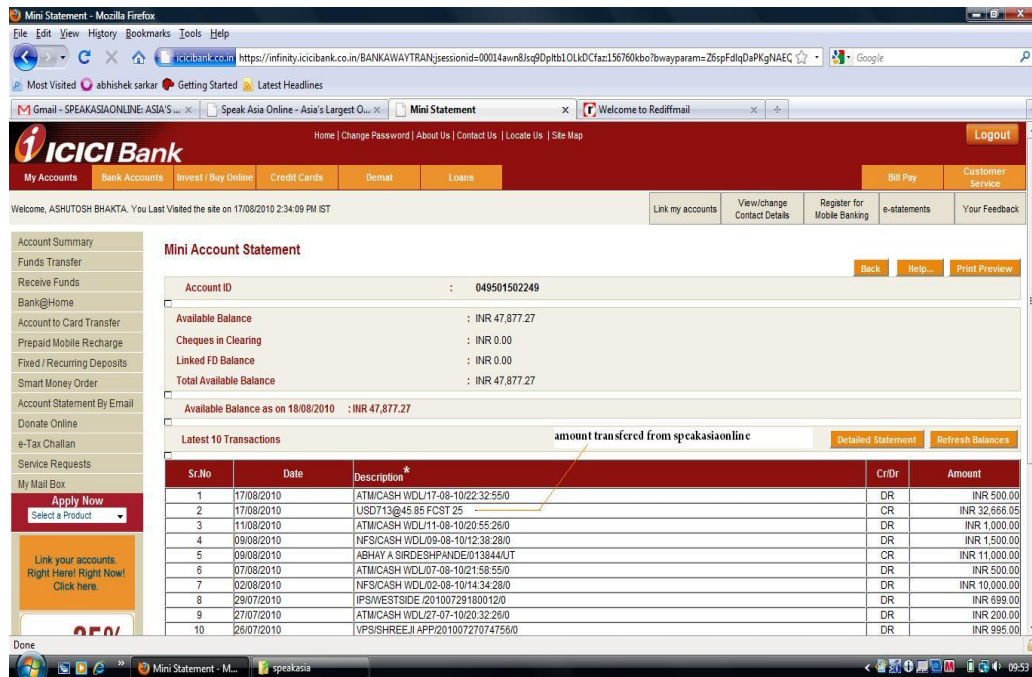 Mini Statement - Mozilla Firefox
File Edit View History Bookmarks Tools Help
icicibank.co.in https://infinity.icicibank.co.in/BANKAWAYTRAN;jsessionid= Google
Most Visited abhishek sarkar Getting Started Latest Headlines
Gmail - SPEAKASIAONLINE: ASIA'S ... Speak Asia Online - Asia's Largest O... Mini Statement Welcome to Rediffmail
ICICI Bank
Home | Change Password | About Us | Contact Us | Locate Us | Site Map
Logout
My Accounts Bank Accounts Invest / Buy Online Credit Cards Demat Loans Bill Pay Customer Service
Welcome, ASHUTOSH BHAKTA. You Last Visited the site on 17/08/2010 2:34:09 PM IST
Link my accounts View/change Contact Details Register for Mobile Banking e-statements Your Feedback
Account Summary
Funds Transfer
Receive Funds
Bank@Home
Account to Card Transfer
Prepaid Mobile Recharge
Fixed / Recurring Deposits
Smart Money Order
Account Statement By Email
Donate Online
e-Tax Challan
Service Requests
My Mail Box
Apply Now
Select a Product
Link your accounts.
Right Here! Right Now!
Click here.
Mini Account Statement
Back Help... Print Preview
Account ID : 049501502249
Available Balance : INR 47,877.27
Cheques in Clearing : INR 0.00
Linked FD Balance : INR 0.00
Total Available Balance : INR 47,877.27
Available Balance as on 18/08/2010 : INR 47,877.27
Latest 10 Transactions
amount transfered from speakasiaonline
Detailed Statement Refresh Balances
Sr.No Date Description* Cr/Dr Amount
1 17/08/2010 ATM/CASH WDL/17-08-10/22:32:55/0 DR INR 500.00
2 17/08/2010 USD713@45.85 FCST 25 CR INR 32,666.05
3 11/08/2010 ATM/CASH WDL/11-08-10/20:55:26/0 DR INR 1,000.00
4 09/08/2010 NFS/CASH WDL/09-08-10/12:38:28/0 DR INR 1,500.00
5 09/08/2010 ABHAY A SIRDESHPANDE/013844/UT CR INR 11,000.00
6 07/08/2010 ATM/CASH WDL/07-08-10/21:58:55/0 DR INR 500.00
7 02/08/2010 NFS/CASH WDL/02-08-10/14:34:28/0 DR INR 10,000.00
8 29/07/2010 IPS/WESTSIDE /20100729180012/0 DR INR 699.00
9 27/07/2010 ATM/CASH WDL/27-07-10/20:32:26/0 DR INR 200.00
10 26/07/2010 VPS/SHREEJI APP/20100727074756/0 DR INR 995.00
Done
Mini Statement - M... speakasia 09:53